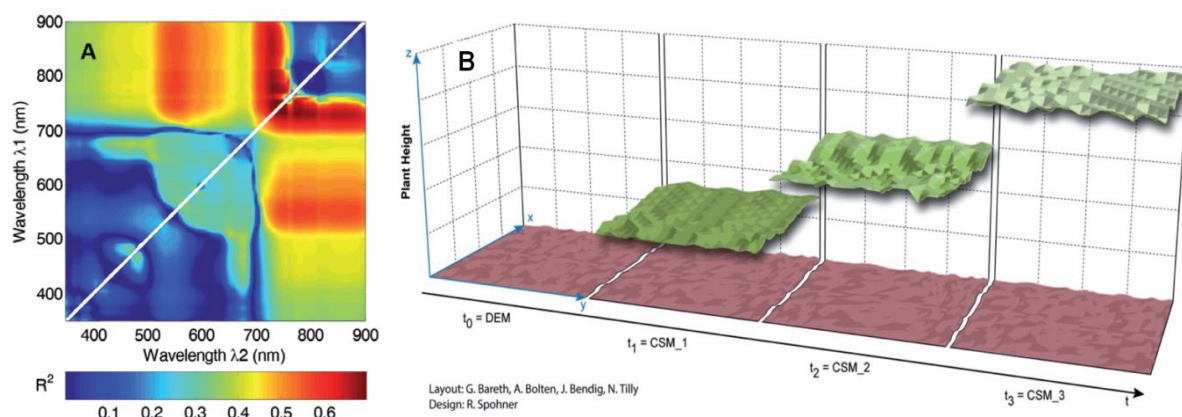 A
Wavelength λ1 (nm)
900
800
700
600
500
400
400 500 600 700 800 900
Wavelength λ2 (nm)
R²
0.1 0.2 0.3 0.4 0.5 0.6
B
z
Plant Height
x
y
t₀ = DEM
t₁ = CSM_1
t₂ = CSM_2
t₃ = CSM_3
t
Layout: G. Bareth, A. Bolten, J. Bendig, N. Tilly
Design: R. Spohner